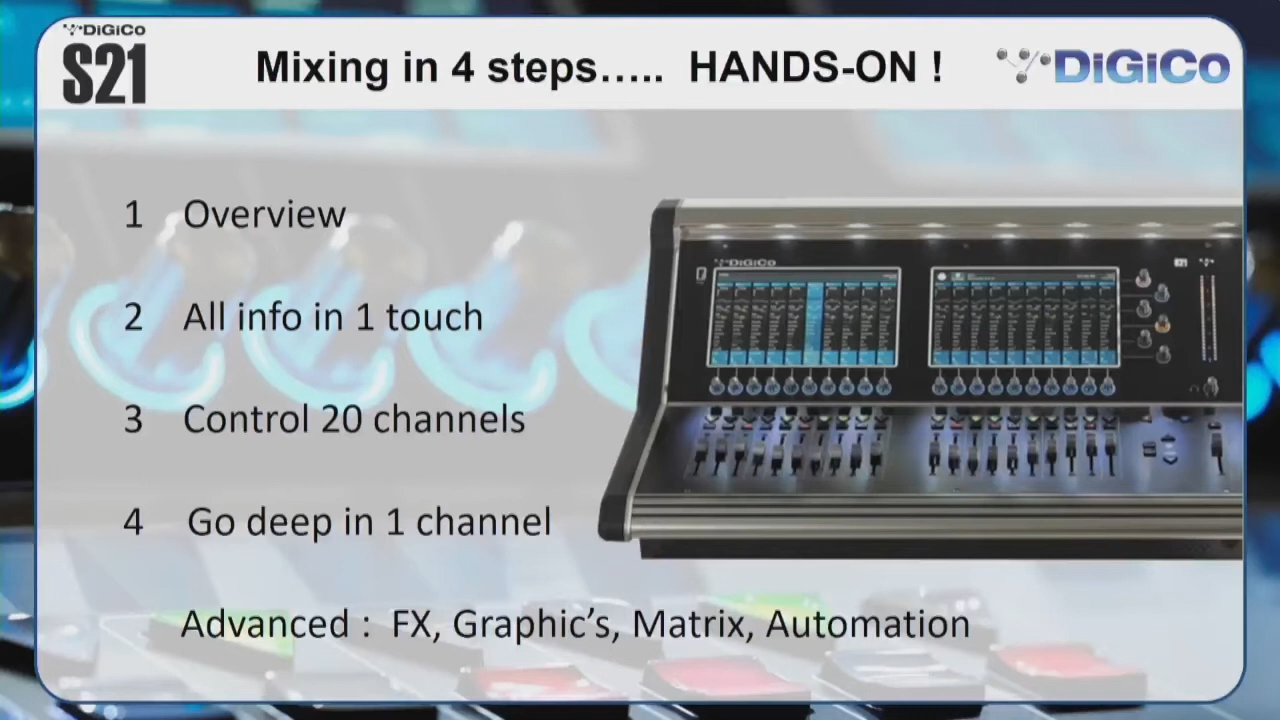 DiGiCo
S21
Mixing in 4 steps….. HANDS-ON !
DiGiCo
1 Overview
2 All info in 1 touch
3 Control 20 channels
4 Go deep in 1 channel
Advanced : FX, Graphic’s, Matrix, Automation
DiGiCo